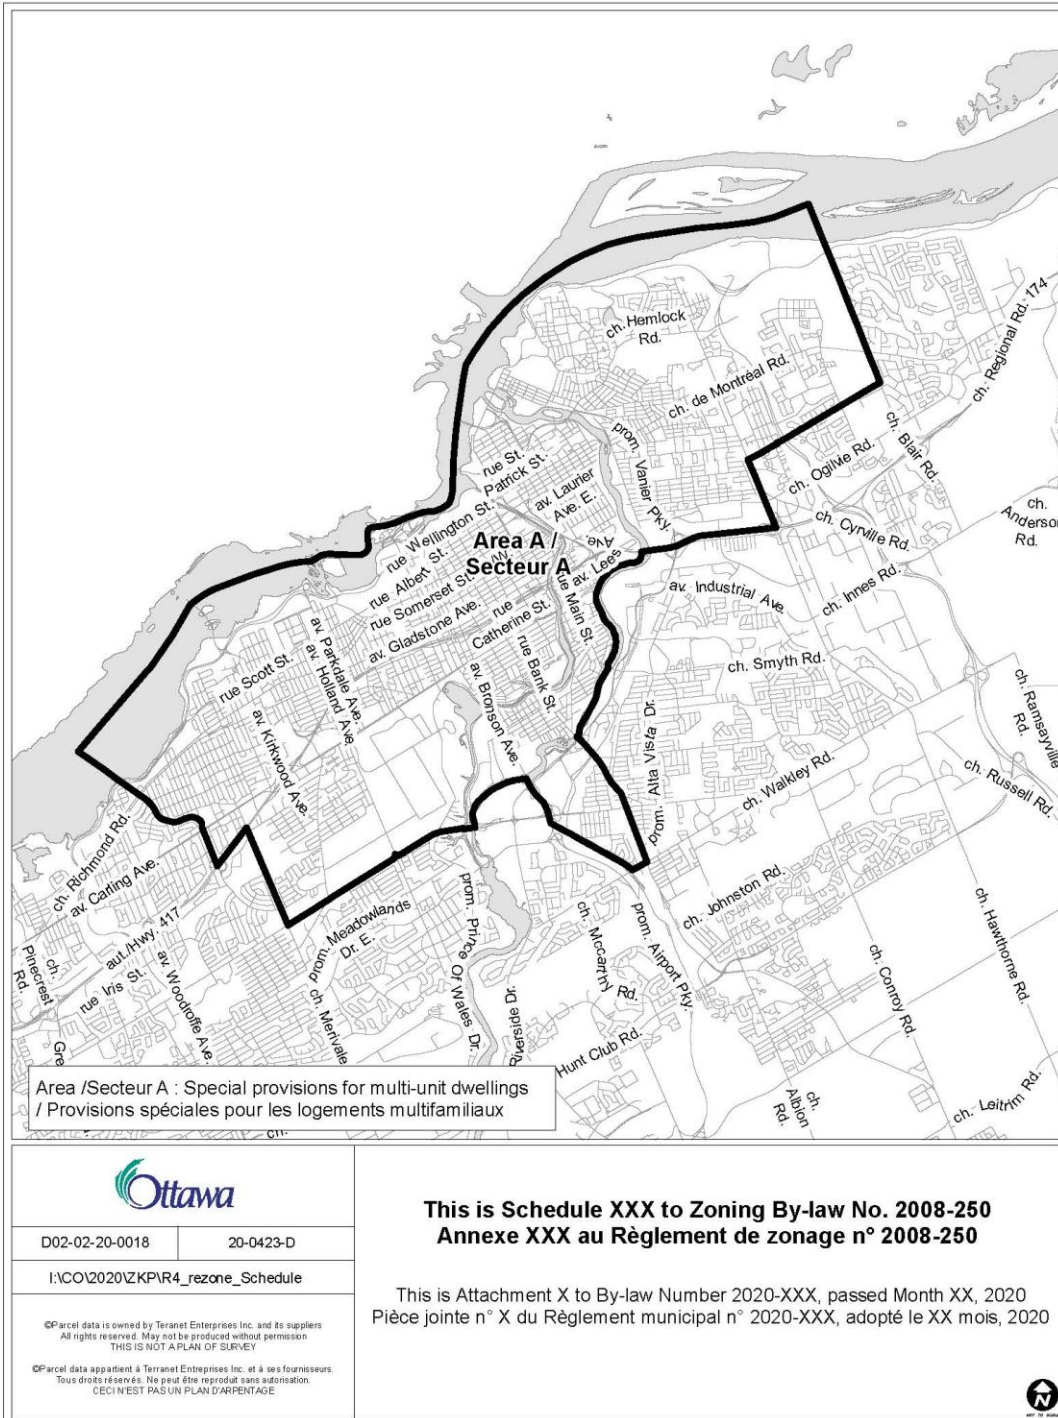 ch. Hemlock
Rd.
ch. de Montréal Rd.
ch. Regional Rd. 174
prom. Vanier Pky.
ch. Ogilvie Rd.
ch. Blair Rd.
rue St.
Patrick St.
av. Laurier
Ave. E.
rue Wellington St.
Area A /
Secteur A
Ave.
av. Lees
rue Albert St.
rue Somerset St. W.
av. Gladstone Ave.
rue
Catherine St.
rue Main St.
rue Bank St.
ch. Cyrville Rd.
ch.
Anderson
Rd.
ch. Innes Rd.
av. Industrial Ave.
ch. Smyth Rd.
rue Scott St.
av. Parkdale Ave.
av. Holland Ave.
av. Kirkwood Ave.
av. Bronson Ave.
prom. Alta Vista Dr.
ch. Walkley Rd.
ch. Ramsayville
Rd.
ch. Russell Rd.
ch. Richmond Rd.
av. Carling Ave.
aut./Hwy. 417
rue Iris St.
ch.
Pinecrest
Rd.
Gre
av. Woodroffe Ave.
prom. Meadowlands
Dr. E.
ch. Merivale
prom. Prince Of Wales Dr.
Riverside Dr.
ch. Mccarthy Rd.
prom. Airport Pky.
ch. Johnston Rd.
ch. Conroy Rd.
ch. Hawthorne Rd.
Hunt Club Rd.
ch.
Albion
Rd.
ch. Leitrim Rd.
Area /Secteur A : Special provisions for multi-unit dwellings
/ Provisions spéciales pour les logements multifamiliaux
ch.
Ottawa
D02-02-20-0018
20-0423-D
I:\CO\2020\ZKP\R4_rezone_Schedule
©Parcel data is owned by Teranet Enterprises Inc. and its suppliers
All rights reserved. May not be produced without permission
THIS IS NOT A PLAN OF SURVEY
©Parcel data appartient à Terranet Entreprises Inc. et à ses fournisseurs.
Tous droits réservés. Ne peut être reproduit sans autorisation.
CECI N'EST PAS UN PLAN D'ARPENTAGE
This is Schedule XXX to Zoning By-law No. 2008-250
Annexe XXX au Règlement de zonage n° 2008-250
This is Attachment X to By-law Number 2020-XXX, passed Month XX, 2020
Pièce jointe n° X du Règlement municipal n° 2020-XXX, adopté le XX mois, 2020
N
NOT TO SCALE